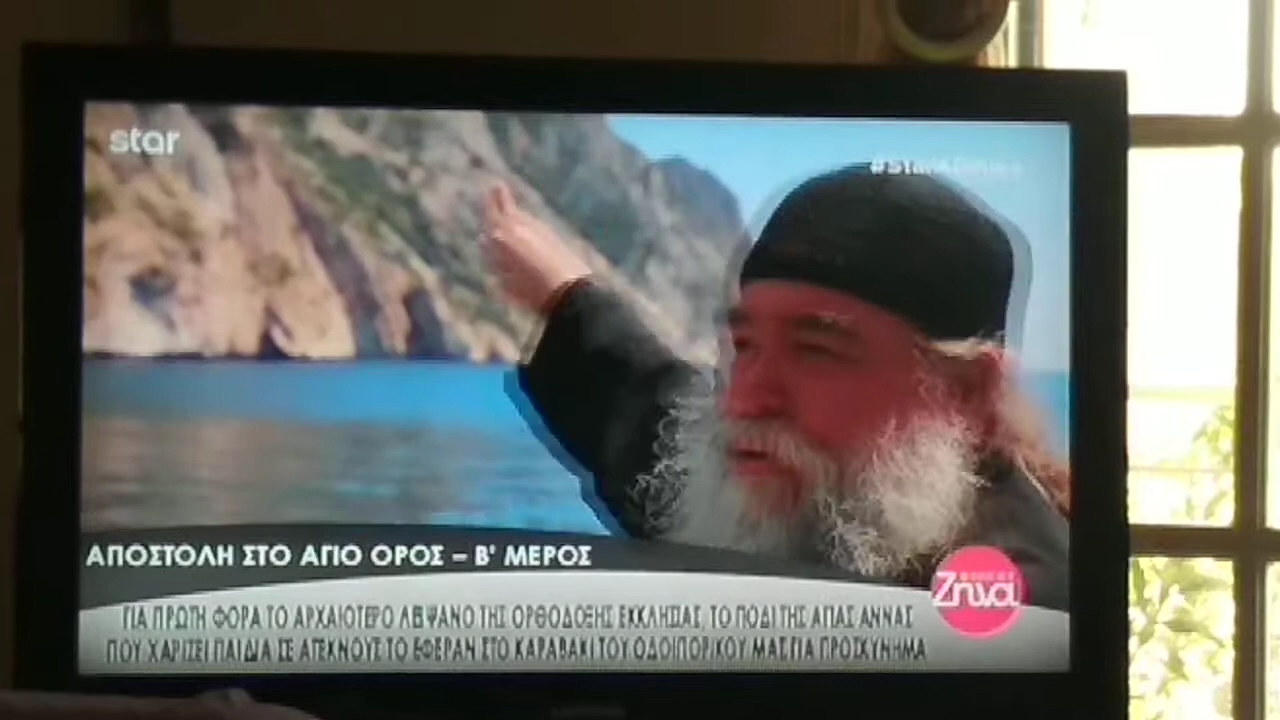 star
ΑΠΟΣΤΟΛΗ ΣΤΟ ΑΓΙΟ ΟΡΟΣ – Β' ΜΕΡΟΣ
Ζήνα
ΓΙΑ ΠΡΩΤΗ ΦΟΡΑ ΤΟ ΑΡΧΑΙΟΤΕΡΟ ΛΕΙΨΑΝΟ ΤΗΣ ΟΡΘΟΔΟΞΗΣ ΕΚΚΛΗΣΙΑΣ, ΤΟ ΠΟΔΙ ΤΗΣ ΑΓΙΑΣ ΑΝΝΑΣ
ΠΟΥ ΧΑΡΙΖΕΙ ΠΑΙΔΙΑ ΣΕ ΑΤΕΚΝΟΥΣ ΤΟ ΕΦΕΡΑΝ ΣΤΟ ΚΑΡΑΒΑΚΙ ΤΟΥ ΟΔΟΙΠΟΡΙΚΟΥ ΜΑΣ ΓΙΑ ΠΡΟΣΚΥΝΗΜΑ